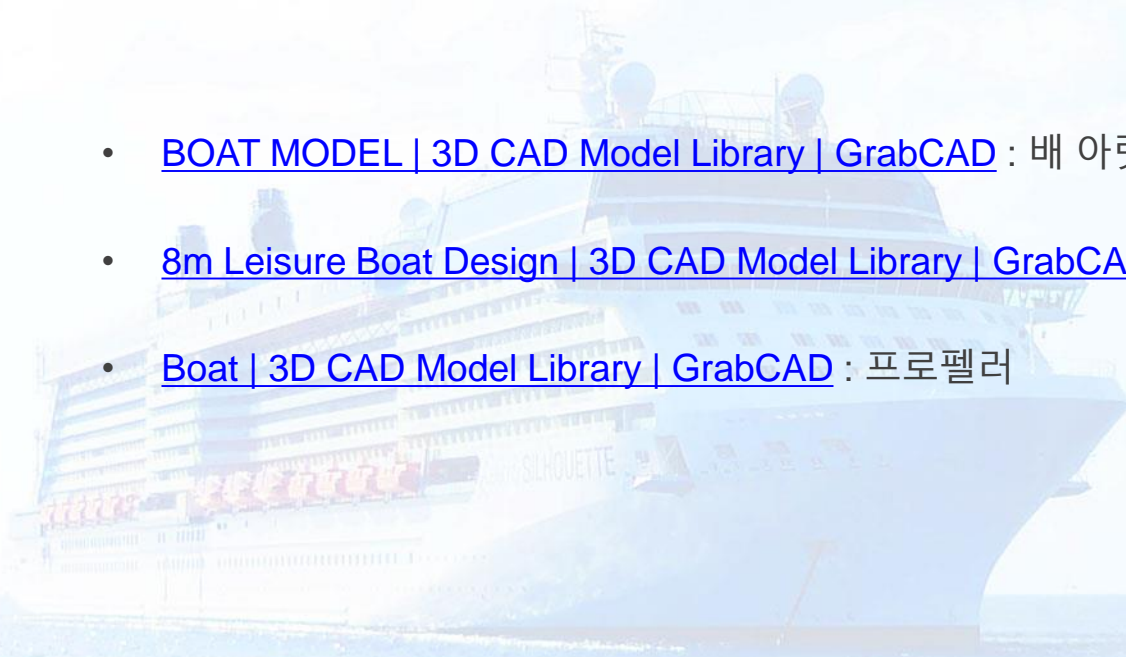 • BOAT MODEL | 3D CAD Model Library | GrabCAD : 배
• 8m Leisure Boat Design | 3D CAD Model Library |
• Boat | 3D CAD Model Library | GrabCAD : 프로펠러
SILHOUETTE